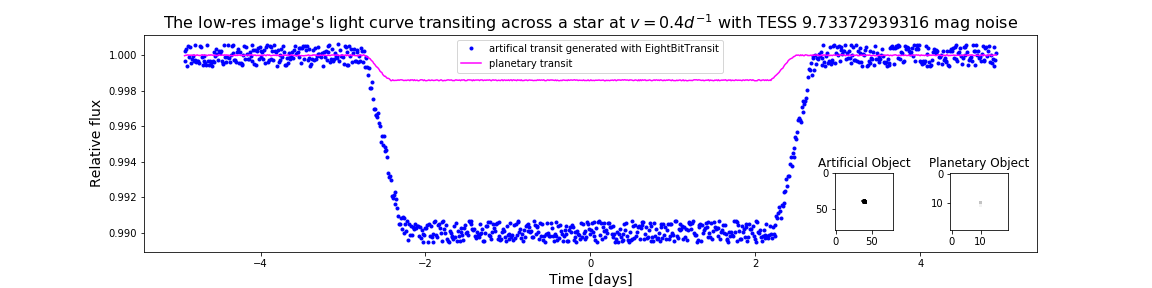 The low-res image's light curve transiting across a star at v = 0.4d⁻¹ with TESS 9.73372939316 mag noise
artifical transit generated with EightBitTransit
planetary transit
Relative flux
1.000
0.998
0.996
0.994
0.992
0.990
Artificial Object
0
50
0
50
Planetary Object
0
10
0
10
−4
−2
0
2
4
Time [days]